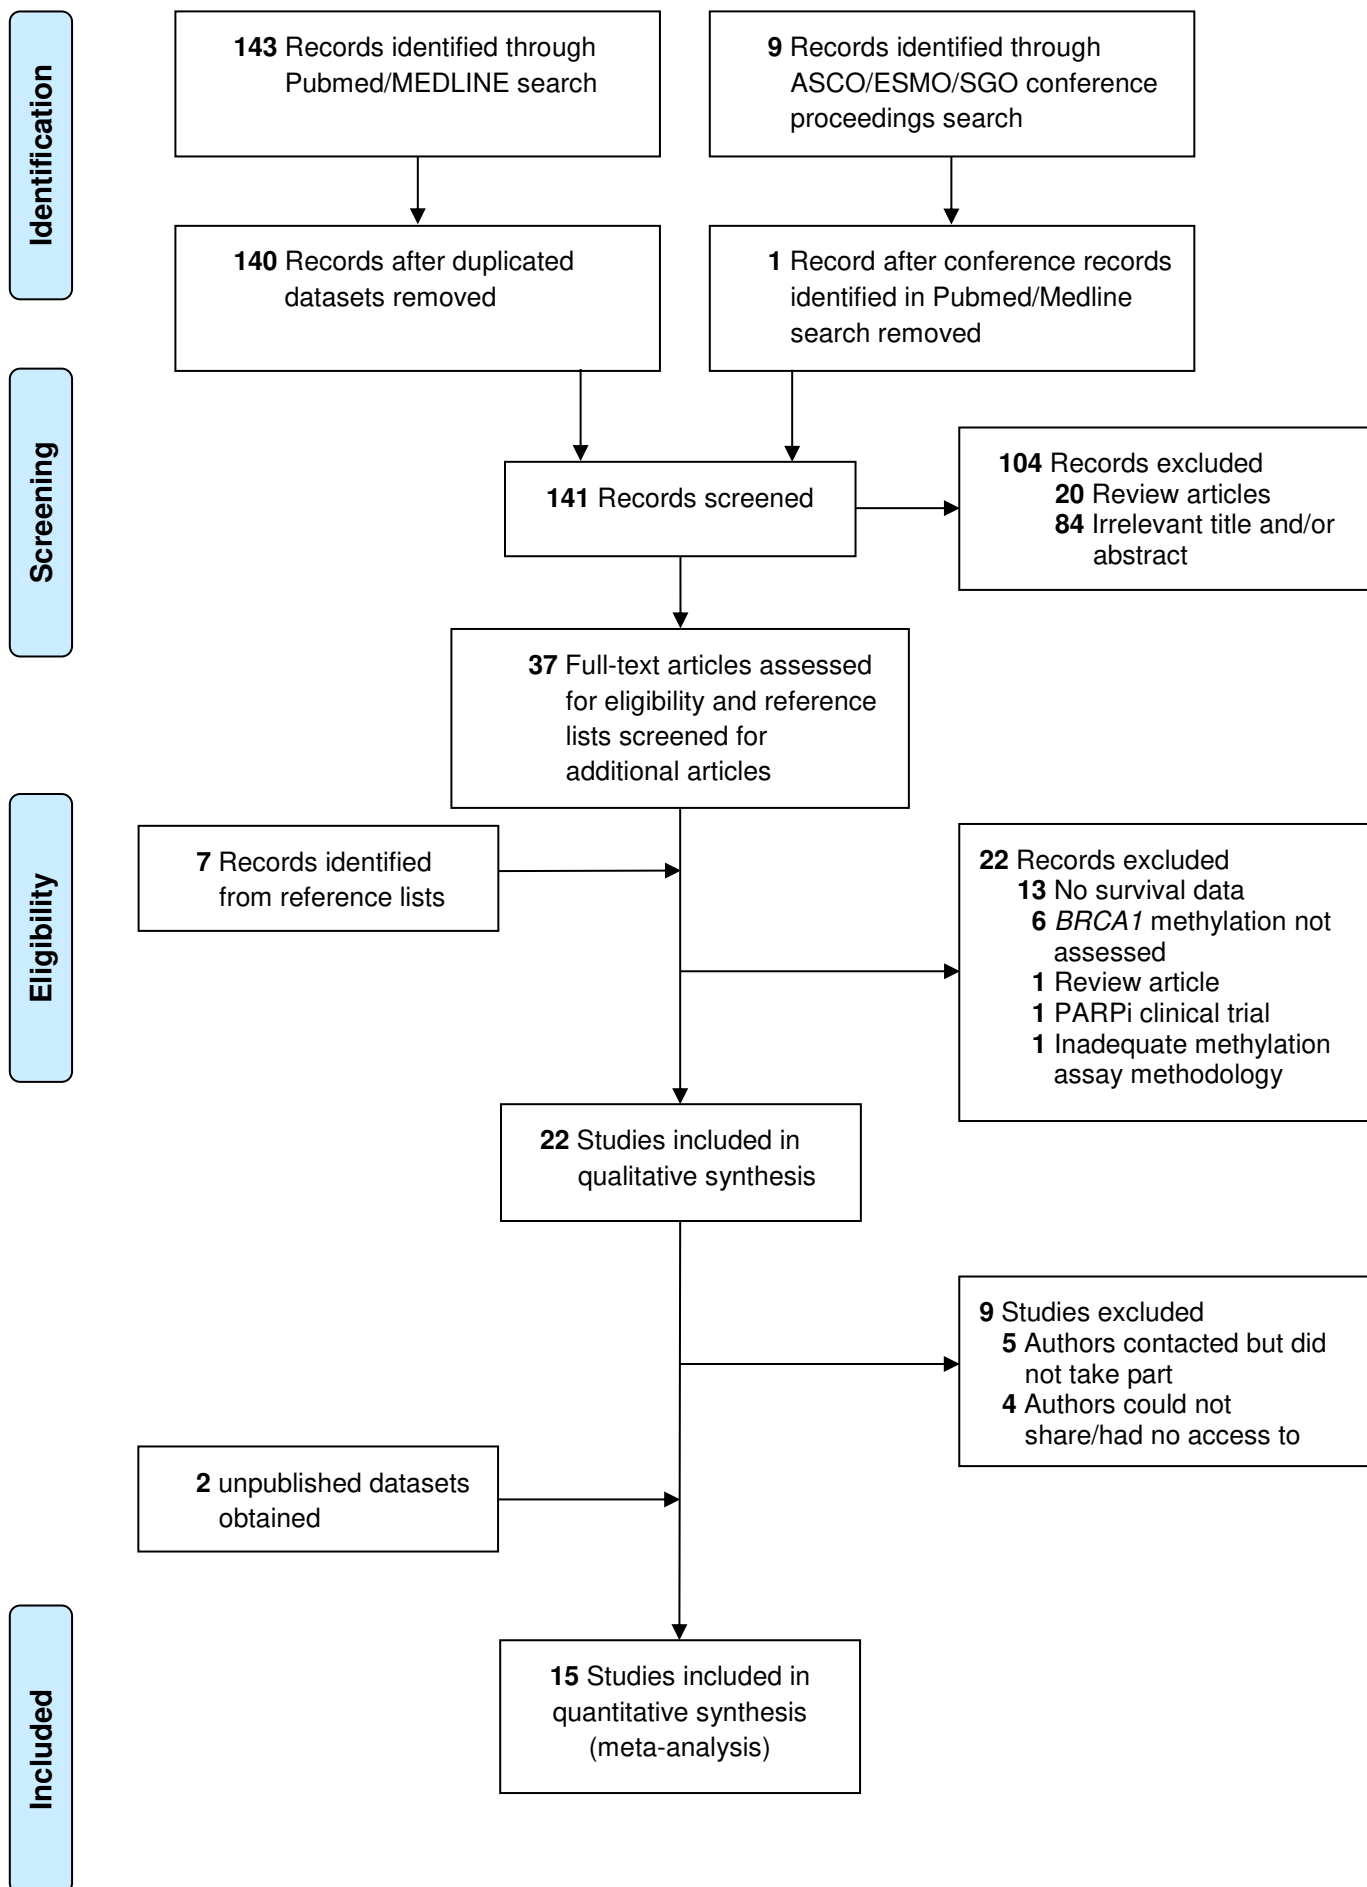 Identification
143 Records identified through
Pubmed/MEDLINE search
9 Records identified through
ASCO/ESMO/SGO conference
proceedings search
140 Records after duplicated
datasets removed
1 Record after conference records
identified in Pubmed/Medline
search removed
Screening
141 Records screened
104 Records excluded
20 Review articles
84 Irrelevant title and/or
abstract
37 Full-text articles assessed
for eligibility and reference
lists screened for
additional articles
Eligibility
7 Records identified
from reference lists
22 Records excluded
13 No survival data
6 BRCA1 methylation not
assessed
1 Review article
1 PARPi clinical trial
1 Inadequate methylation
assay methodology
22 Studies included in
qualitative synthesis
9 Studies excluded
5 Authors contacted but did
not take part
4 Authors could not
share/had no access to
2 unpublished datasets
obtained
Included
15 Studies included in
quantitative synthesis
(meta-analysis)